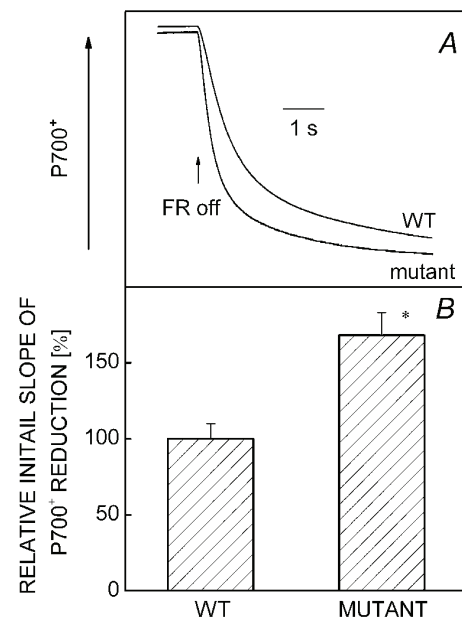 A
P700⁺
1 s
FR off
WT
mutant
B
RELATIVE INITAIL SLOPE OF
P700⁺ REDUCTION [%]
150
100
50
0
*
WT
MUTANT